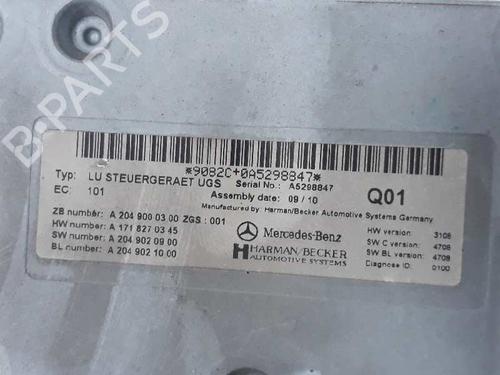 B-PARTS
*9082C+0A5298847*
Typ: LU STEUERGERAET UGS Serial No.: A5298847
EC: 101 Assembly date: 09 / 10 Q01
Manufactured by: Harman/Becker Automotive Systems Germany
ZB number: A 204 900 03 00 ZGS : 001
HW number: A 171 827 03 45
SW number: A 204 902 09 00
BL number: A 204 902 10 00
Mercedes-Benz
HARMAN/BECKER
AUTOMOTIVE SYSTEMS
HW version: 3108
SW C version: 4708
SW BL version: 4708
Diagnose ID: 0100